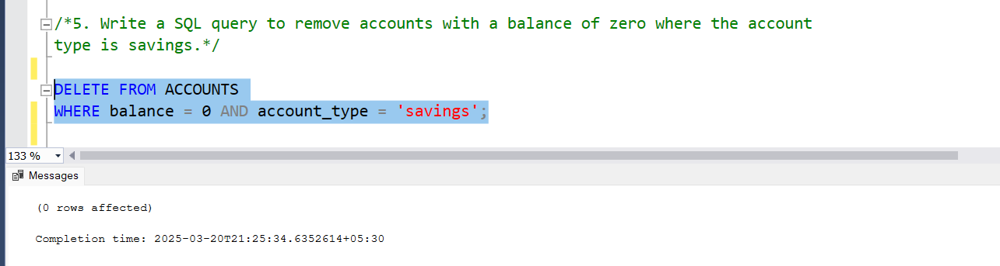 /*5. Write a SQL query to remove accounts with a balance of zero where the account
type is savings.*/
DELETE FROM ACCOUNTS
WHERE balance = 0 AND account_type = 'savings';
133 %
Messages
(0 rows affected)
Completion time: 2025-03-20T21:25:34.6352614+05:30